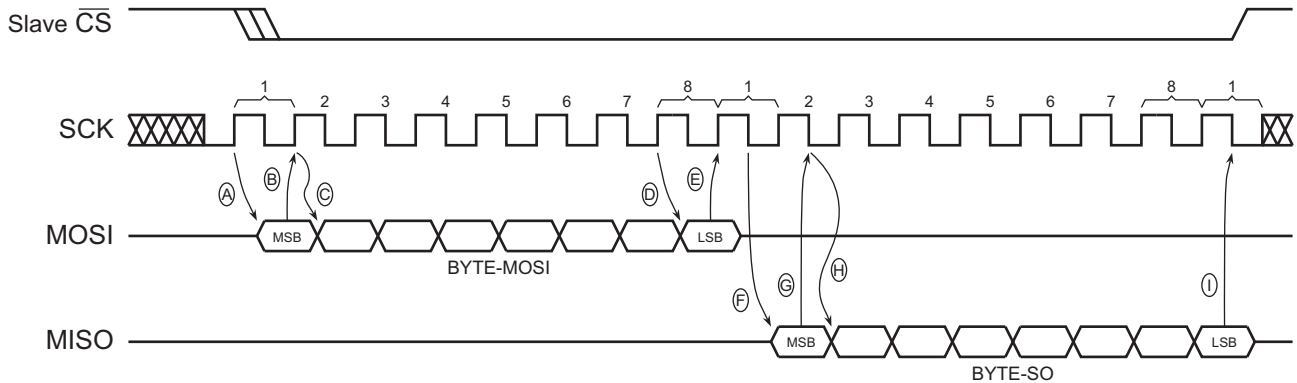 Slave CS
1 8 1 8 1
2 3 4 5 6 7 2 3 4 5 6 7
SCK
A B C D E
MOSI MSB LSB
BYTE-MOSI
F G H I
MISO MSB LSB
BYTE-SO